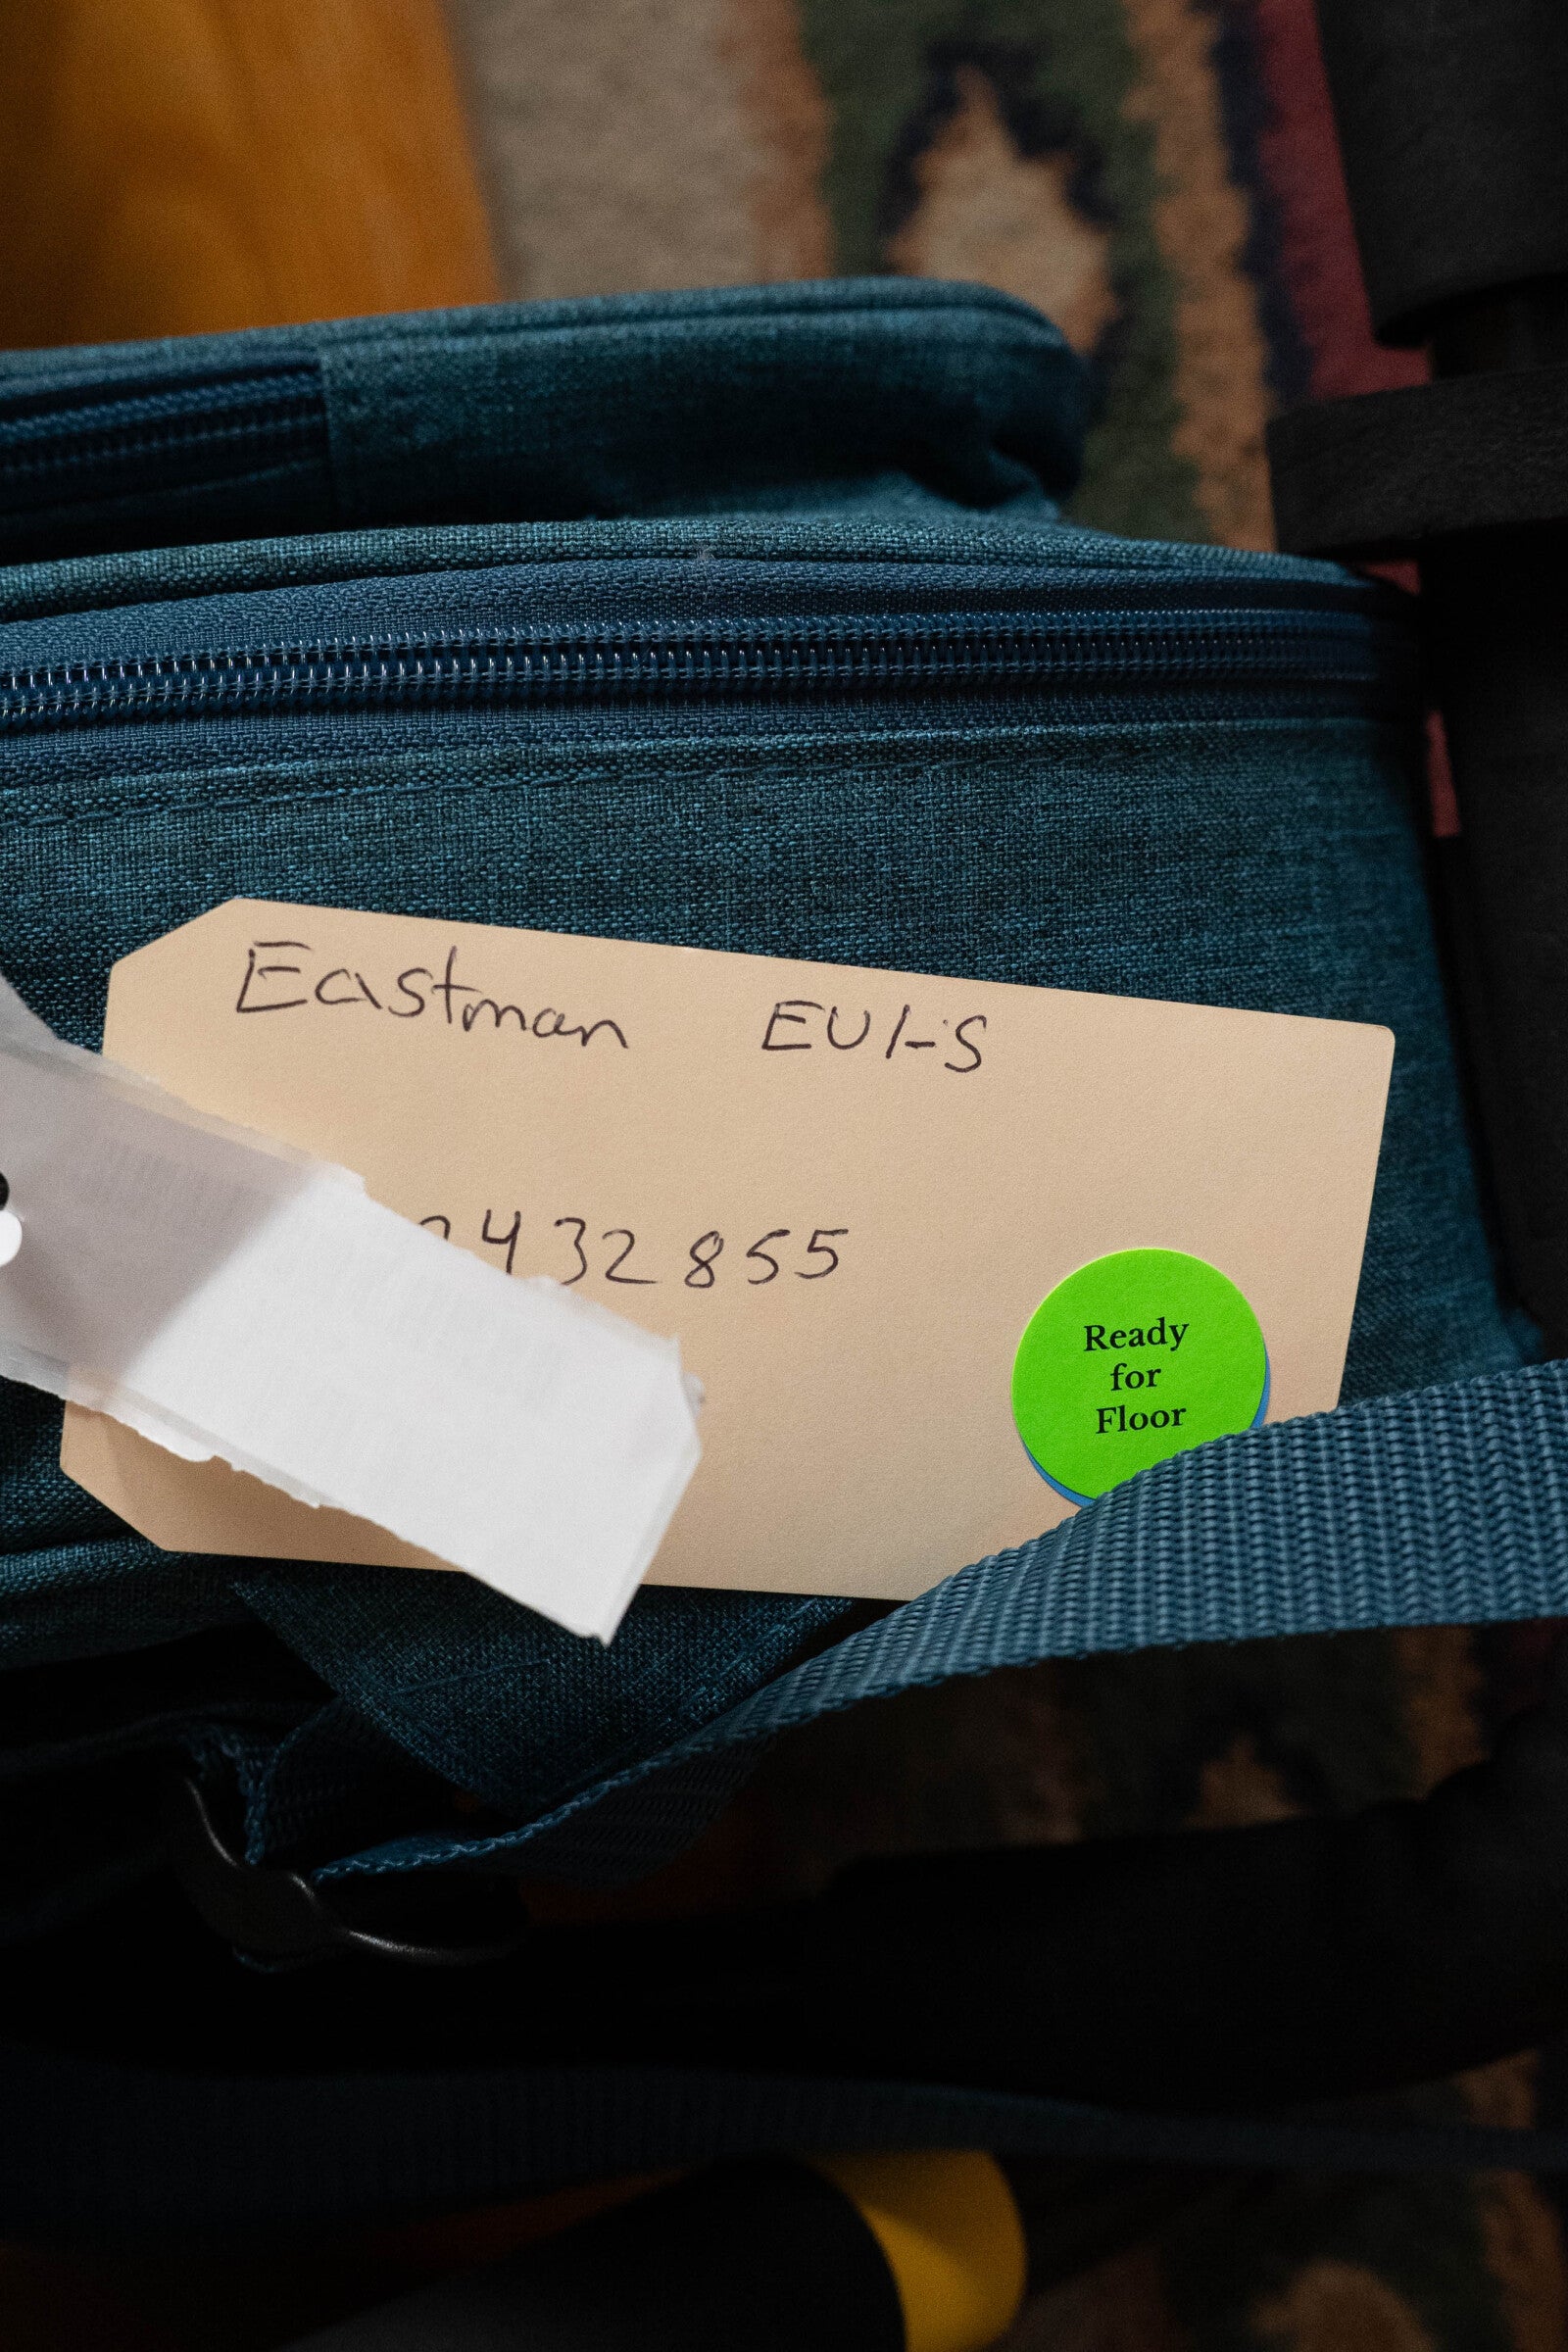 Eastman EU1-S
432855
Ready
for
Floor